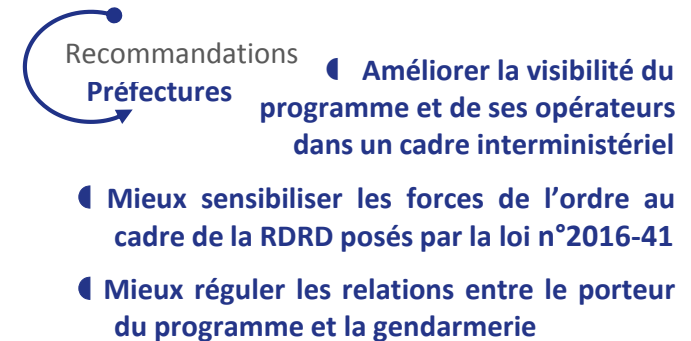 Recommandations
Préfectures
Améliorer la visibilité du
programme et de ses opérateurs
dans un cadre interministériel
Mieux sensibiliser les forces de l’ordre au
cadre de la RDRD posés par la loi n°2016-41
Mieux réguler les relations entre le porteur
du programme et la gendarmerie